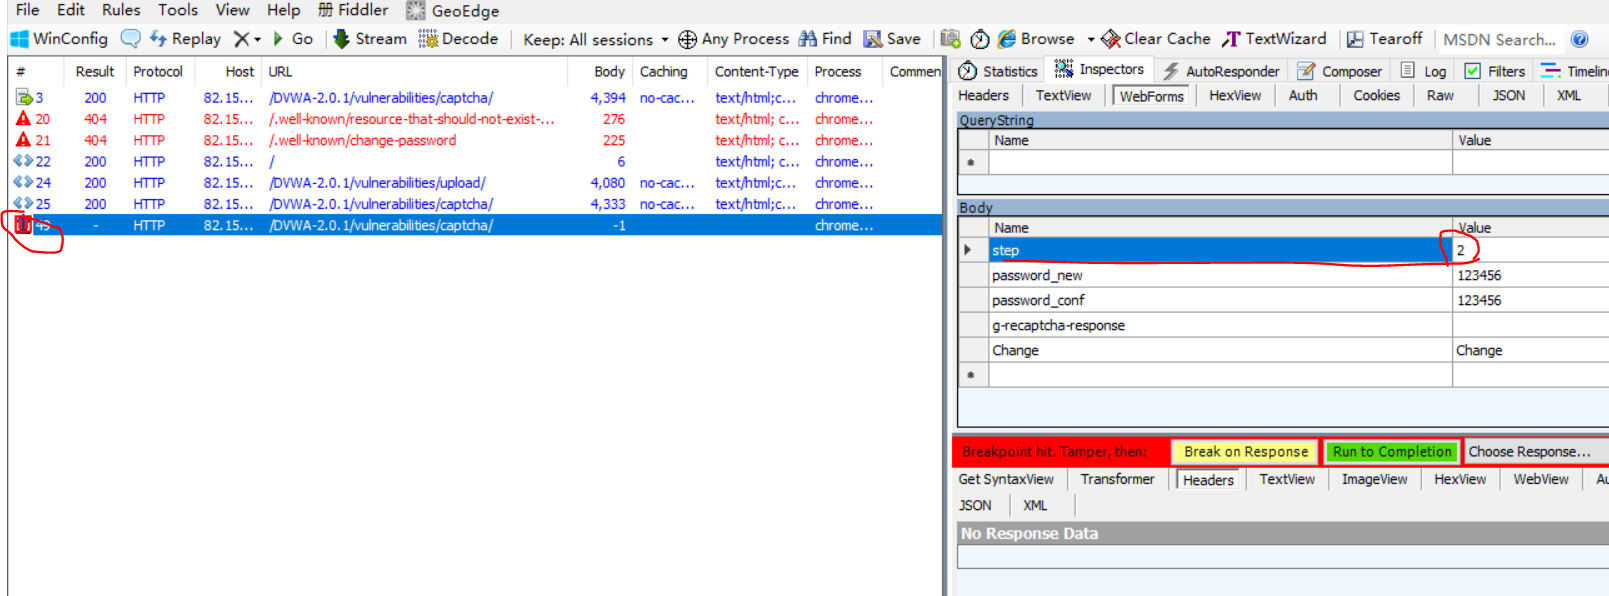 File Edit Rules Tools View Help 册 Fiddler GeoEdge
WinConfig Replay Go Stream Decode Keep: All sessions Any Process Find Save Browse Clear Cache TextWizard Tearoff MSDN Search...
# Result Protocol Host URL Body Caching Content-Type Process Commen
3 200 HTTP 82.15... /DVWA-2.0.1/vulnerabilities/captcha/ 4,394 no-cac... text/html;c... chrome...
20 404 HTTP 82.15... /.well-known/resource-that-should-not-exist-... 276 text/html; c... chrome...
21 404 HTTP 82.15... /.well-known/change-password 225 text/html; c... chrome...
22 200 HTTP 82.15... / 6 text/html; c... chrome...
24 200 HTTP 82.15... /DVWA-2.0.1/vulnerabilities/upload/ 4,080 no-cac... text/html;c... chrome...
25 200 HTTP 82.15... /DVWA-2.0.1/vulnerabilities/captcha/ 4,333 no-cac... text/html;c... chrome...
- HTTP 82.15... /DVWA-2.0.1/vulnerabilities/captcha/ -1 chrome...
Statistics Inspectors AutoResponder Composer Log Filters Timeline
Headers TextView WebForms HexView Auth Cookies Raw JSON XML
QueryString
Name Value
*
Body
Name Value
step 2
password_new 123456
password_conf 123456
g-recaptcha-response
Change Change
*
Breakpoint hit. Tamper, then: Break on Response Run to Completion Choose Response...
Get SyntaxView Transformer Headers TextView ImageView HexView WebView Au
JSON XML
No Response Data